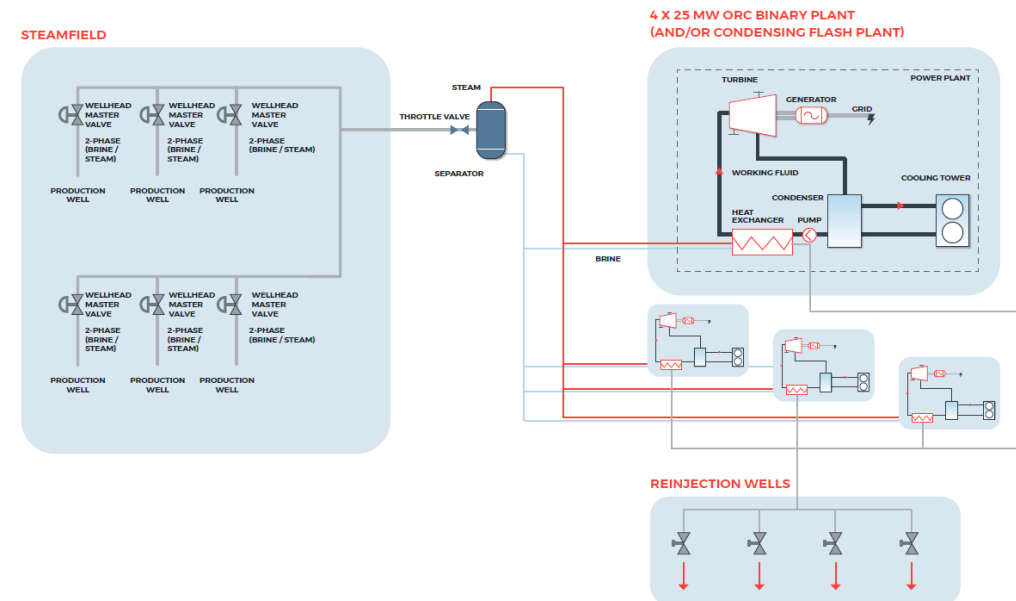 4 X 25 MW ORC BINARY PLANT
(AND/OR CONDENSING FLASH PLANT)
STEAMFIELD
POWER PLANT
TURBINE
GENERATOR
GRID
STEAM
THROTTLE VALVE
SEPARATOR
WELLHEAD
MASTER
VALVE
2-PHASE
(BRINE /
STEAM)
PRODUCTION
WELL
WELLHEAD
MASTER
VALVE
2-PHASE
(BRINE /
STEAM)
PRODUCTION
WELL
WELLHEAD
MASTER
VALVE
2-PHASE
(BRINE / STEAM)
PRODUCTION
WELL
WORKING FLUID
COOLING TOWER
CONDENSER
HEAT
EXCHANGER
PUMP
BRINE
WELLHEAD
MASTER
VALVE
2-PHASE
(BRINE /
STEAM)
PRODUCTION
WELL
WELLHEAD
MASTER
VALVE
2-PHASE
(BRINE /
STEAM)
PRODUCTION
WELL
WELLHEAD
MASTER
VALVE
2-PHASE
(BRINE / STEAM)
PRODUCTION
WELL
REINJECTION WELLS